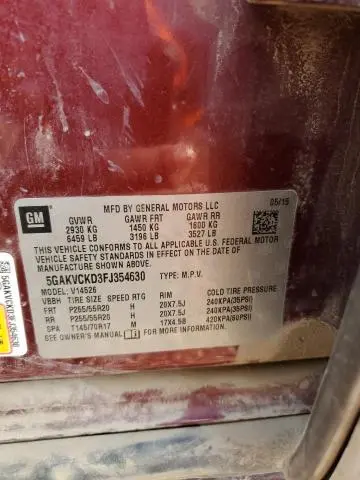 GM
MFD BY GENERAL MOTORS LLC 05/15
GVWR GAWR FRT GAWR RR
2930 KG 1450 KG 1600 KG
6459 LB 3196 LB 3527 LB
THIS VEHICLE CONFORMS TO ALL APPLICABLE U.S. FEDERAL MOTOR
VEHICLE SAFETY STANDARDS IN EFFECT ON THE DATE OF
MANUFACTURE SHOWN ABOVE.
5GAKVCKD3FJ354630 TYPE: M.P.V.
MODEL: V14526
VBBH TIRE SIZE SPEED RTG RIM COLD TIRE PRESSURE
FRT P255/55R20 H 20X7.5J 240KPA(35PSI)
RR P255/55R20 H 20X7.5J 240KPA(35PSI)
SPA T145/70R17 M 17X4.5B 420KPA(60PSI)
SEE OWNER'S MANUAL FOR MORE INFORMATION.
5GAKVCKD3FJ354630